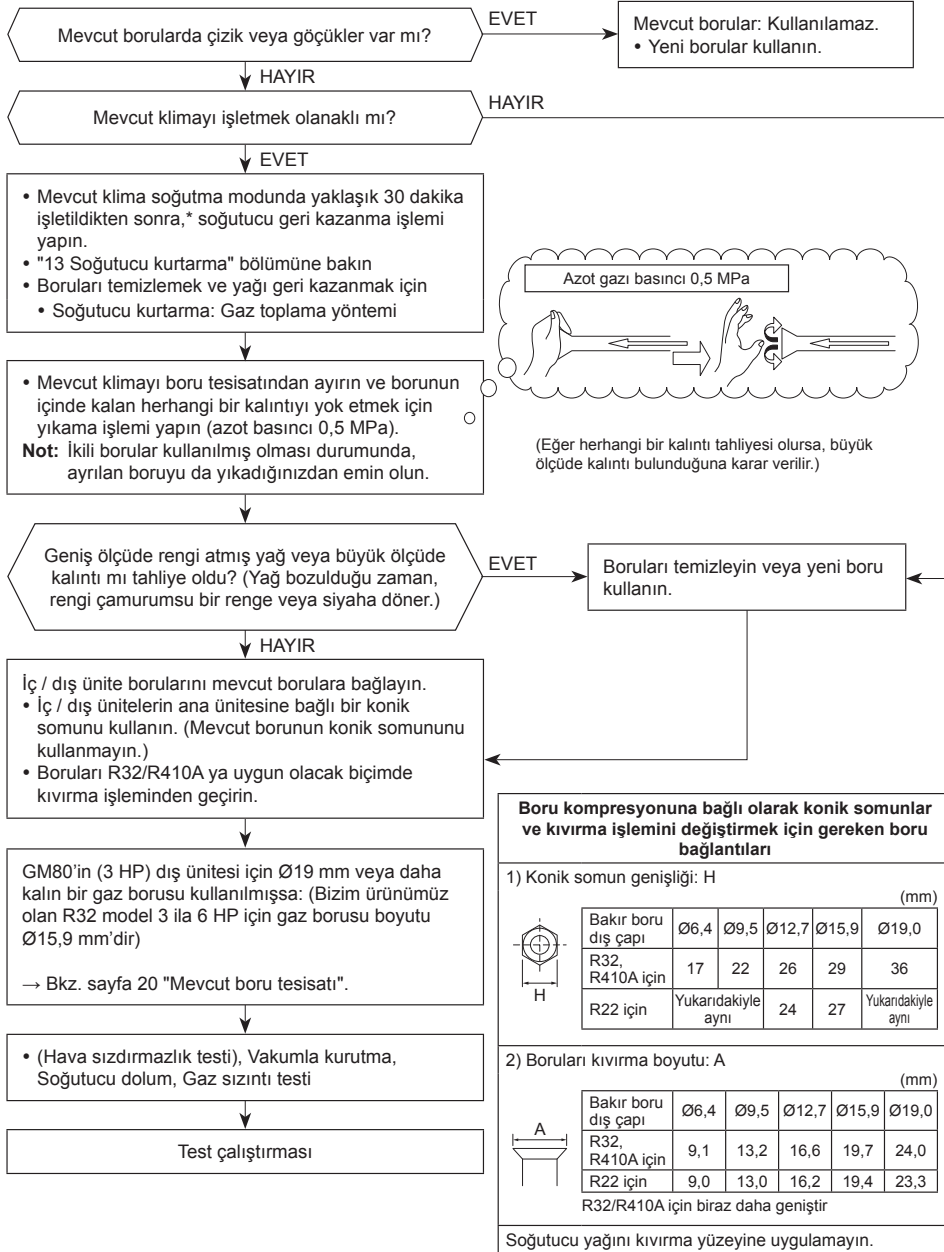 Mevcut borularda çizik veya göçükler var mı?
EVET
Mevcut borular: Kullanılamaz.
• Yeni borular kullanın.
HAYIR
Mevcut klimayı işletmek olanaklı mı?
HAYIR
EVET
• Mevcut klima soğutma modunda yaklaşık 30 dakika
işletildikten sonra,* soğutucu geri kazanma işlemi
yapın.
• "13 Soğutucu kurtarma" bölümüne bakın
• Boruları temizlemek ve yağı geri kazanmak için
• Soğutucu kurtarma: Gaz toplama yöntemi
Azot gazı basıncı 0,5 MPa
• Mevcut klimayı boru tesisatından ayırın ve borunun
içinde kalan herhangi bir kalıntıyı yok etmek için
yıkama işlemi yapın (azot basıncı 0,5 MPa).
Not: İkili borular kullanılmış olması durumunda,
ayrılan boruyu da yıkadığınızdan emin olun.
(Eğer herhangi bir kalıntı tahliyesi olursa, büyük
ölçüde kalıntı bulunduğuna karar verilir.)
Geniş ölçüde rengi atmış yağ veya büyük ölçüde
kalıntı mı tahliye oldu? (Yağ bozulduğu zaman,
rengi çamurumsu bir renge veya siyaha döner.)
EVET
Boruları temizleyin veya yeni boru
kullanın.
HAYIR
İç / dış ünite borularını mevcut borulara bağlayın.
• İç / dış ünitelerin ana ünitesine bağlı bir konik
somunu kullanın. (Mevcut borunun konik somununu
kullanmayın.)
• Boruları R32/R410A ya uygun olacak biçimde
kıvırma işleminden geçirin.
GM80’in (3 HP) dış ünitesi için Ø19 mm veya daha
kalın bir gaz borusu kullanılmışsa: (Bizim ürünümüz
olan R32 model 3 ila 6 HP için gaz borusu boyutu
Ø15,9 mm’dir)
→ Bkz. sayfa 20 "Mevcut boru tesisatı".
• (Hava sızdırmazlık testi), Vakumla kurutma,
Soğutucu dolum, Gaz sızıntı testi
Test çalıştırması
Boru kompresyonuna bağlı olarak konik somunlar
ve kıvırma işlemini değiştirmek için gereken boru
bağlantıları
1) Konik somun genişliği: H
(mm)
H
Bakır boru
dış çapı Ø6,4 Ø9,5 Ø12,7 Ø15,9 Ø19,0
R32,
R410A için 17 22 26 29 36
R22 için Yukarıdakiyle aynı 24 27 Yukarıdakiyle aynı
2) Boruları kıvırma boyutu: A
(mm)
A
Bakır boru
dış çapı Ø6,4 Ø9,5 Ø12,7 Ø15,9 Ø19,0
R32,
R410A için 9,1 13,2 16,6 19,7 24,0
R22 için 9,0 13,0 16,2 19,4 23,3
R32/R410A için biraz daha geniştir
Soğutucu yağını kıvırma yüzeyine uygulamayın.